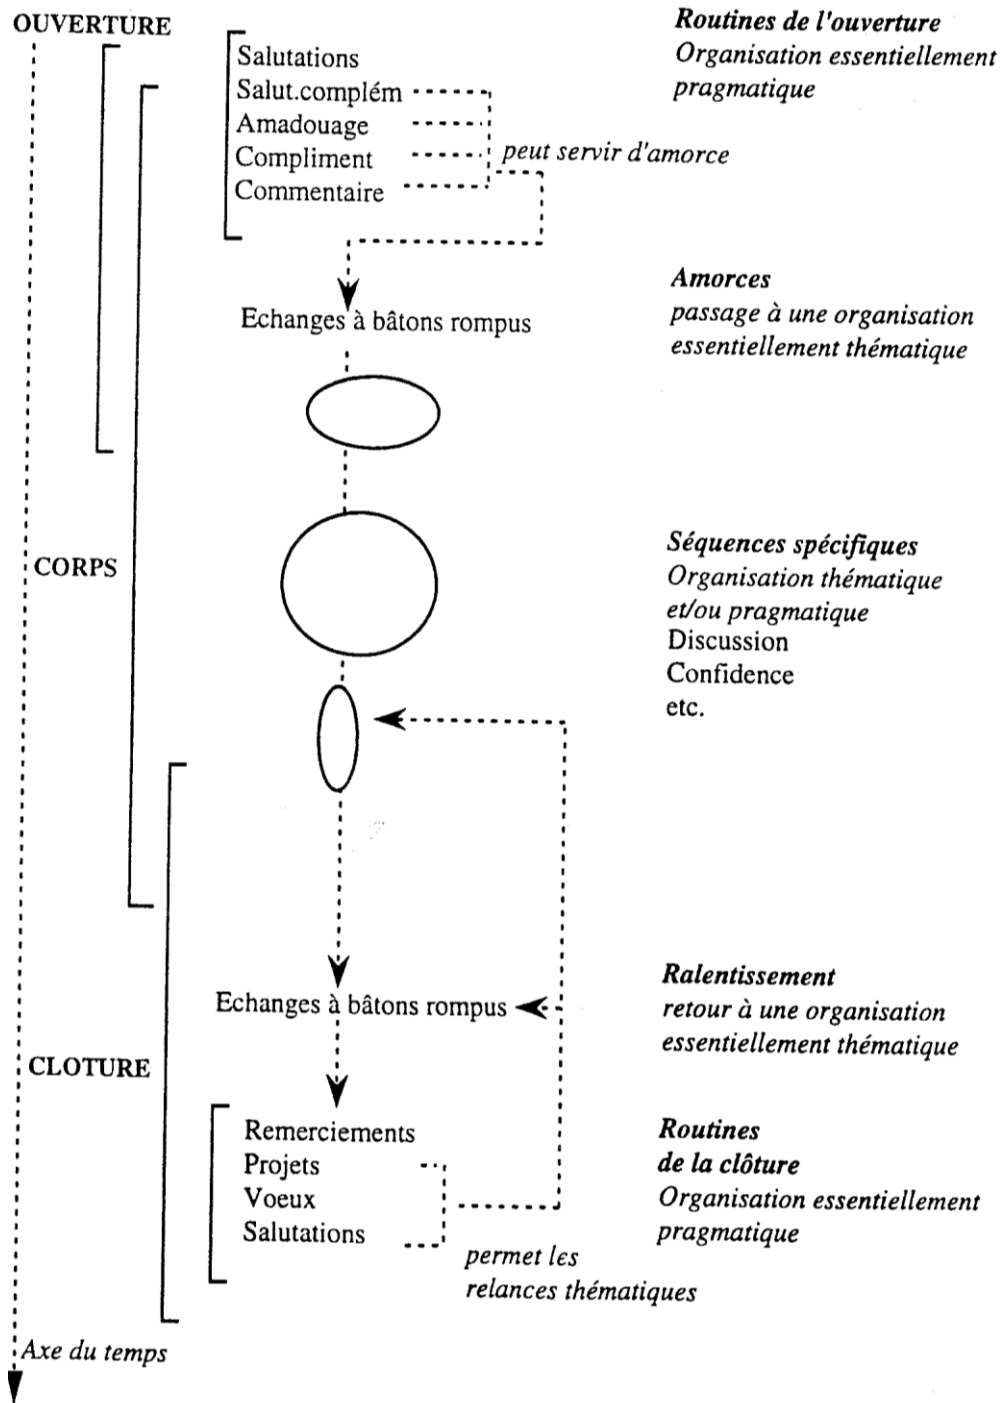 OUVERTURE
Salutations
Salut.complém
Amadouage
Compliment
Commentaire
peut servir d'amorce
Routines de l'ouverture
Organisation essentiellement
pragmatique
Echanges à bâtons rompus
Amorces
passage à une organisation
essentiellement thématique
CORPS
Séquences spécifiques
Organisation thématique
et/ou pragmatique
Discussion
Confidence
etc.
Echanges à bâtons rompus
Ralentissement
retour à une organisation
essentiellement thématique
CLOTURE
Remerciements
Projets
Voeux
Salutations
permet les
relances thématiques
Routines
de la clôture
Organisation essentiellement
pragmatique
Axe du temps